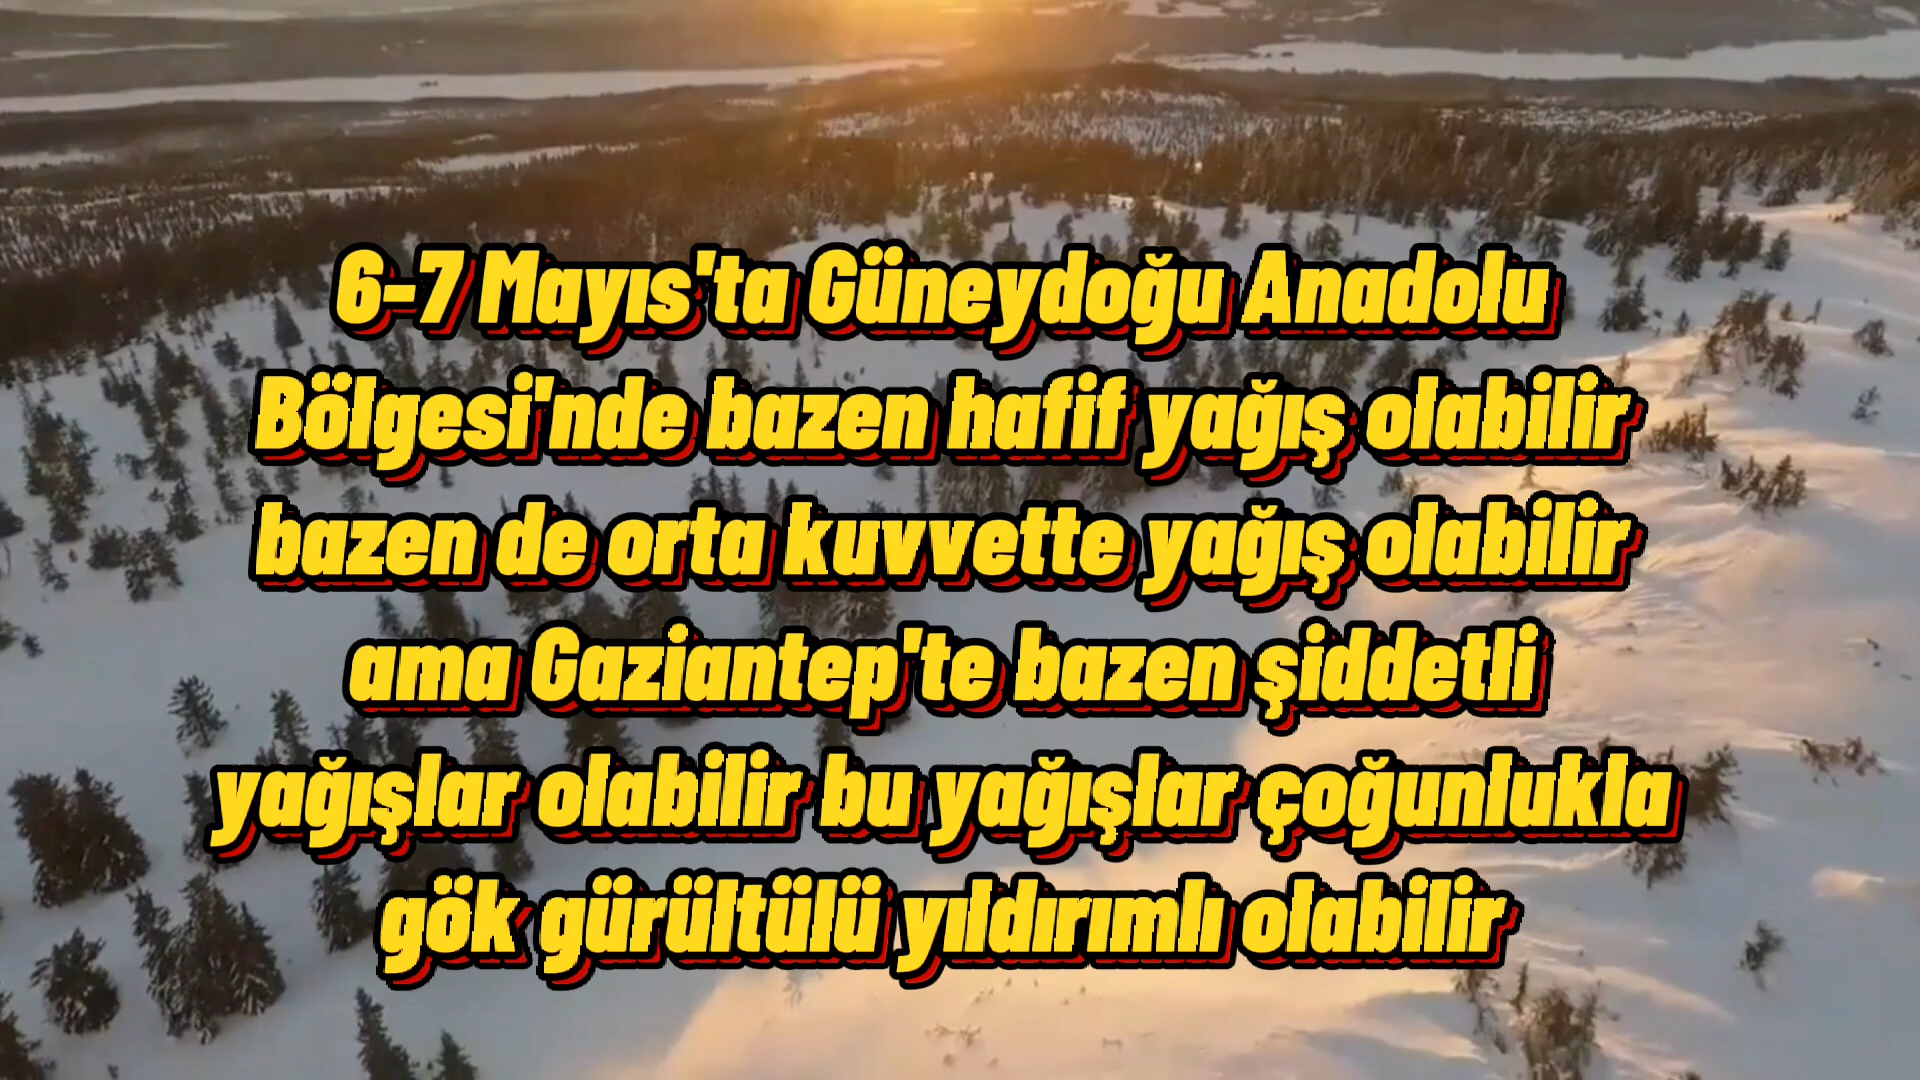 6-7 Mayıs'ta Güneydoğu Anadolu
Bölgesi'nde bazen hafif yağış olabilir
bazen de orta kuvvette yağış olabilir
ama Gaziantep'te bazen şiddetli
yağışlar olabilir bu yağışlar çoğunlukla
gök gürültülü yıldırımlı olabilir